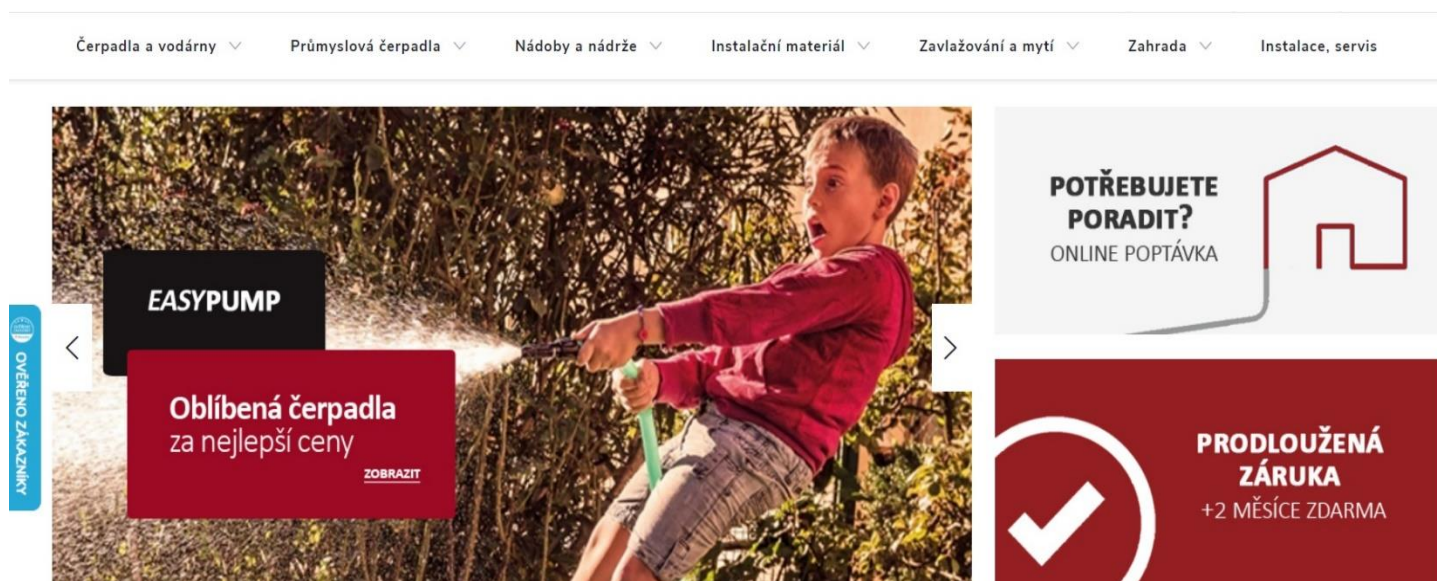 Čerpadla a vodárny
Průmyslová čerpadla
Nádoby a nádrže
Instalační materiál
Zavlažování a mytí
Zahrada
Instalace, servis
EASYPUMP
Oblíbená čerpadla
za nejlepší ceny
ZOBRAZIT
POTŘEBUJETE
PORADIT?
ONLINE POPTÁVKA
PRODLOUŽENÁ
ZÁRUKA
+2 MĚSÍCE ZDARMA
OVĚŘENO ZÁKAZNÍKY